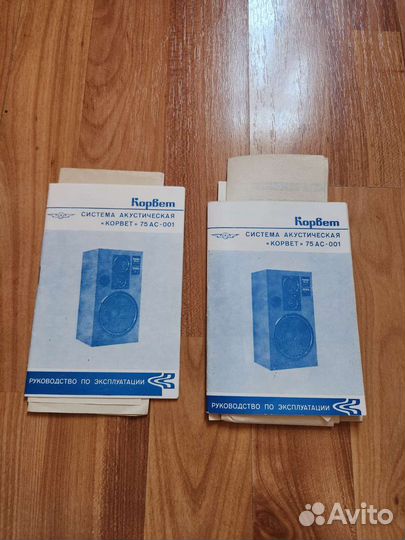 Корвет
СИСТЕМА АКУСТИЧЕСКАЯ
«КОРВЕТ» 75АС-001
РУКОВОДСТВО ПО ЭКСПЛУАТАЦИИ
Корвет
СИСТЕМА АКУСТИЧЕСКАЯ
«КОРВЕТ» 75АС-001
РУКОВОДСТВО ПО ЭКСПЛУАТАЦИИ
Avito